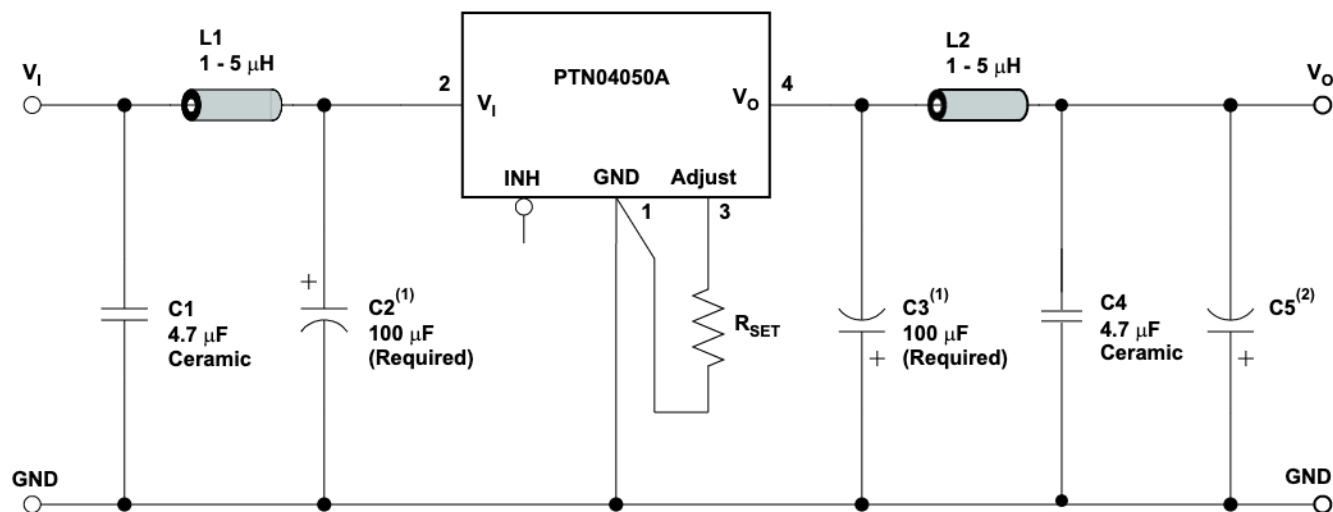 L1
1 - 5 μH
V_I
2
PTN04050A
V_I
V_O
4
L2
1 - 5 μH
V_O
INH
GND
Adjust
1
3
+
C1
4.7 μF
Ceramic
C2(1)
100 μF
(Required)
R_SET
C3(1)
100 μF
(Required)
+
C4
4.7 μF
Ceramic
C5(2)
+
GND
GND